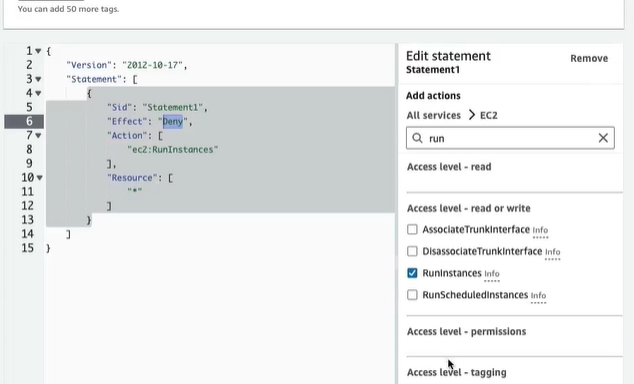 You can add 50 more tags.
1 {
2 "Version": "2012-10-17",
3 "Statement": [
4 {
5 "Sid": "Statement1",
6 "Effect": "Deny",
7 "Action": [
8 "ec2:RunInstances"
9 ],
10 "Resource": [
11 "*"
12 ]
13 }
14 ]
15 }
Edit statement
Remove
Statement1
Add actions
All services > EC2
run
Access level - read
Access level - read or write
AssociateTrunkInterface Info
DisassociateTrunkInterface Info
RunInstances Info
RunScheduledInstances Info
Access level - permissions
Access level - tagging